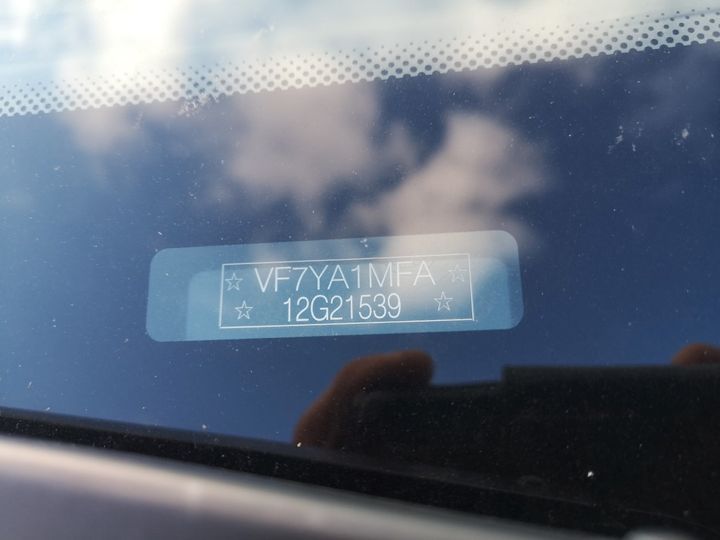 ☆ VF7YA1MFA ☆
☆ 12G21539 ☆